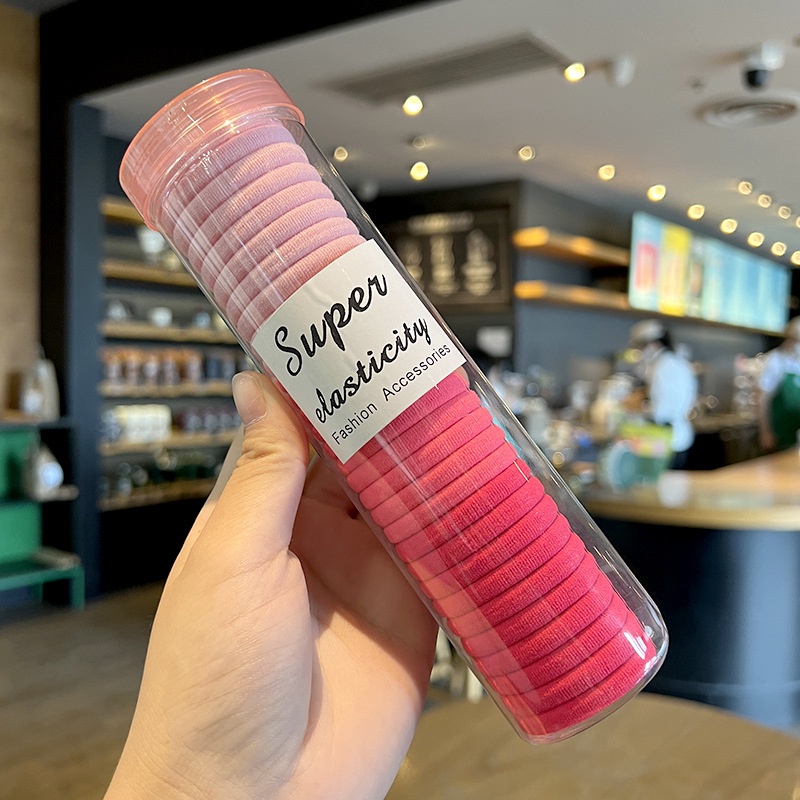 Super
elasticity
Fashion Accessories